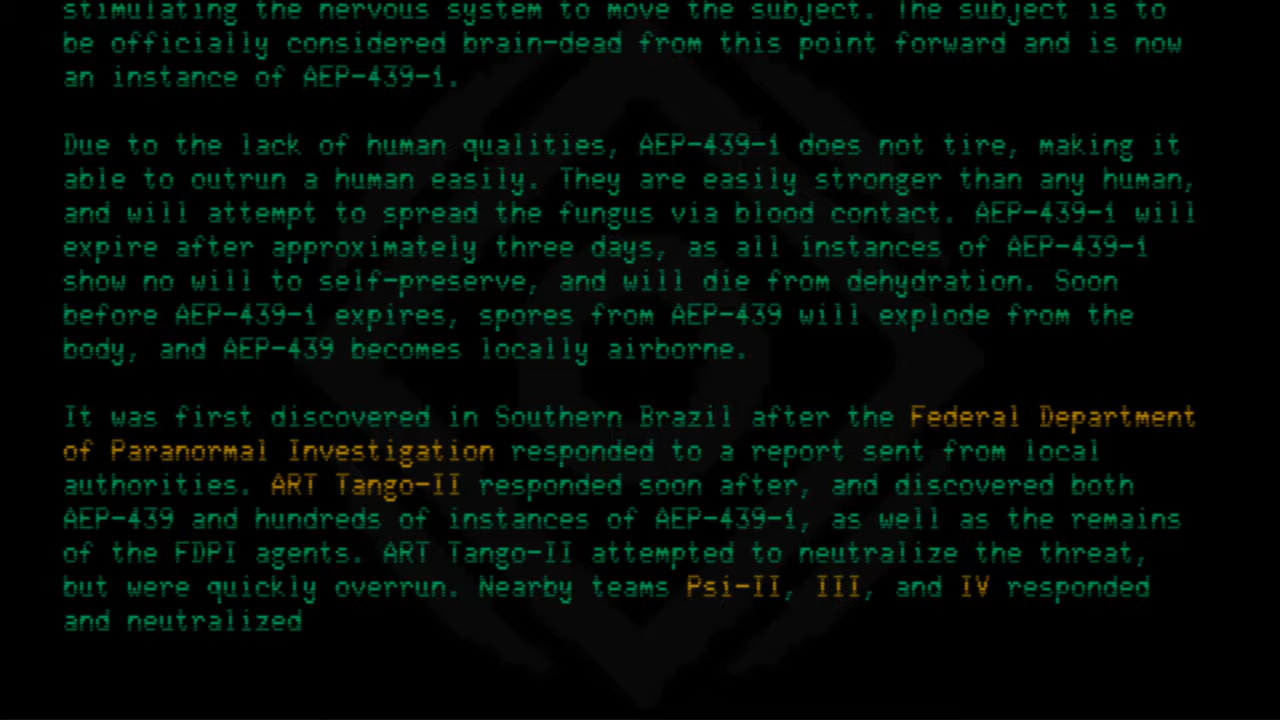 stimulating the nervous system to move the subject. The subject is to
be officially considered brain-dead from this point forward and is now
an instance of AEP-439-1.
Due to the lack of human qualities, AEP-439-1 does not tire, making it
able to outrun a human easily. They are easily stronger than any human,
and will attempt to spread the fungus via blood contact. AEP-439-1 will
expire after approximately three days, as all instances of AEP-439-1
show no will to self-preserve, and will die from dehydration. Soon
before AEP-439-1 expires, spores from AEP-439 will explode from the
body, and AEP-439 becomes locally airborne.
It was first discovered in Southern Brazil after the Federal Department
of Paranormal Investigation responded to a report sent from local
authorities. ART Tango-II responded soon after, and discovered both
AEP-439 and hundreds of instances of AEP-439-1, as well as the remains
of the FDPI agents. ART Tango-II attempted to neutralize the threat,
but were quickly overrun. Nearby teams Psi-II, III, and IV responded
and neutralized